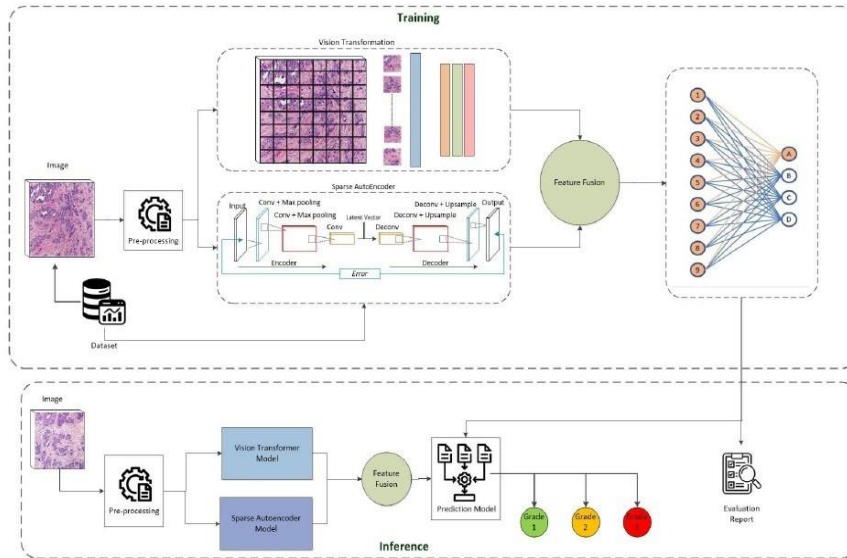 Training
Vision Transformation
Image
Pre-processing
Sparse AutoEncoder
Input
Conv + Max pooling
Conv + Max pooling
Conv
Latent Vector
Deconv
Deconv + Upsample
Deconv + Upsample
Output
Encoder
Error
Decoder
Dataset
Feature Fusion
1
2
3
4
5
6
7
8
9
A
B
C
D
Image
Pre-processing
Vision Transformer
Model
Sparse Autoencoder
Model
Feature
Fusion
Prediction Model
Grade
1
Grade
2
Evaluation
Report
Inference